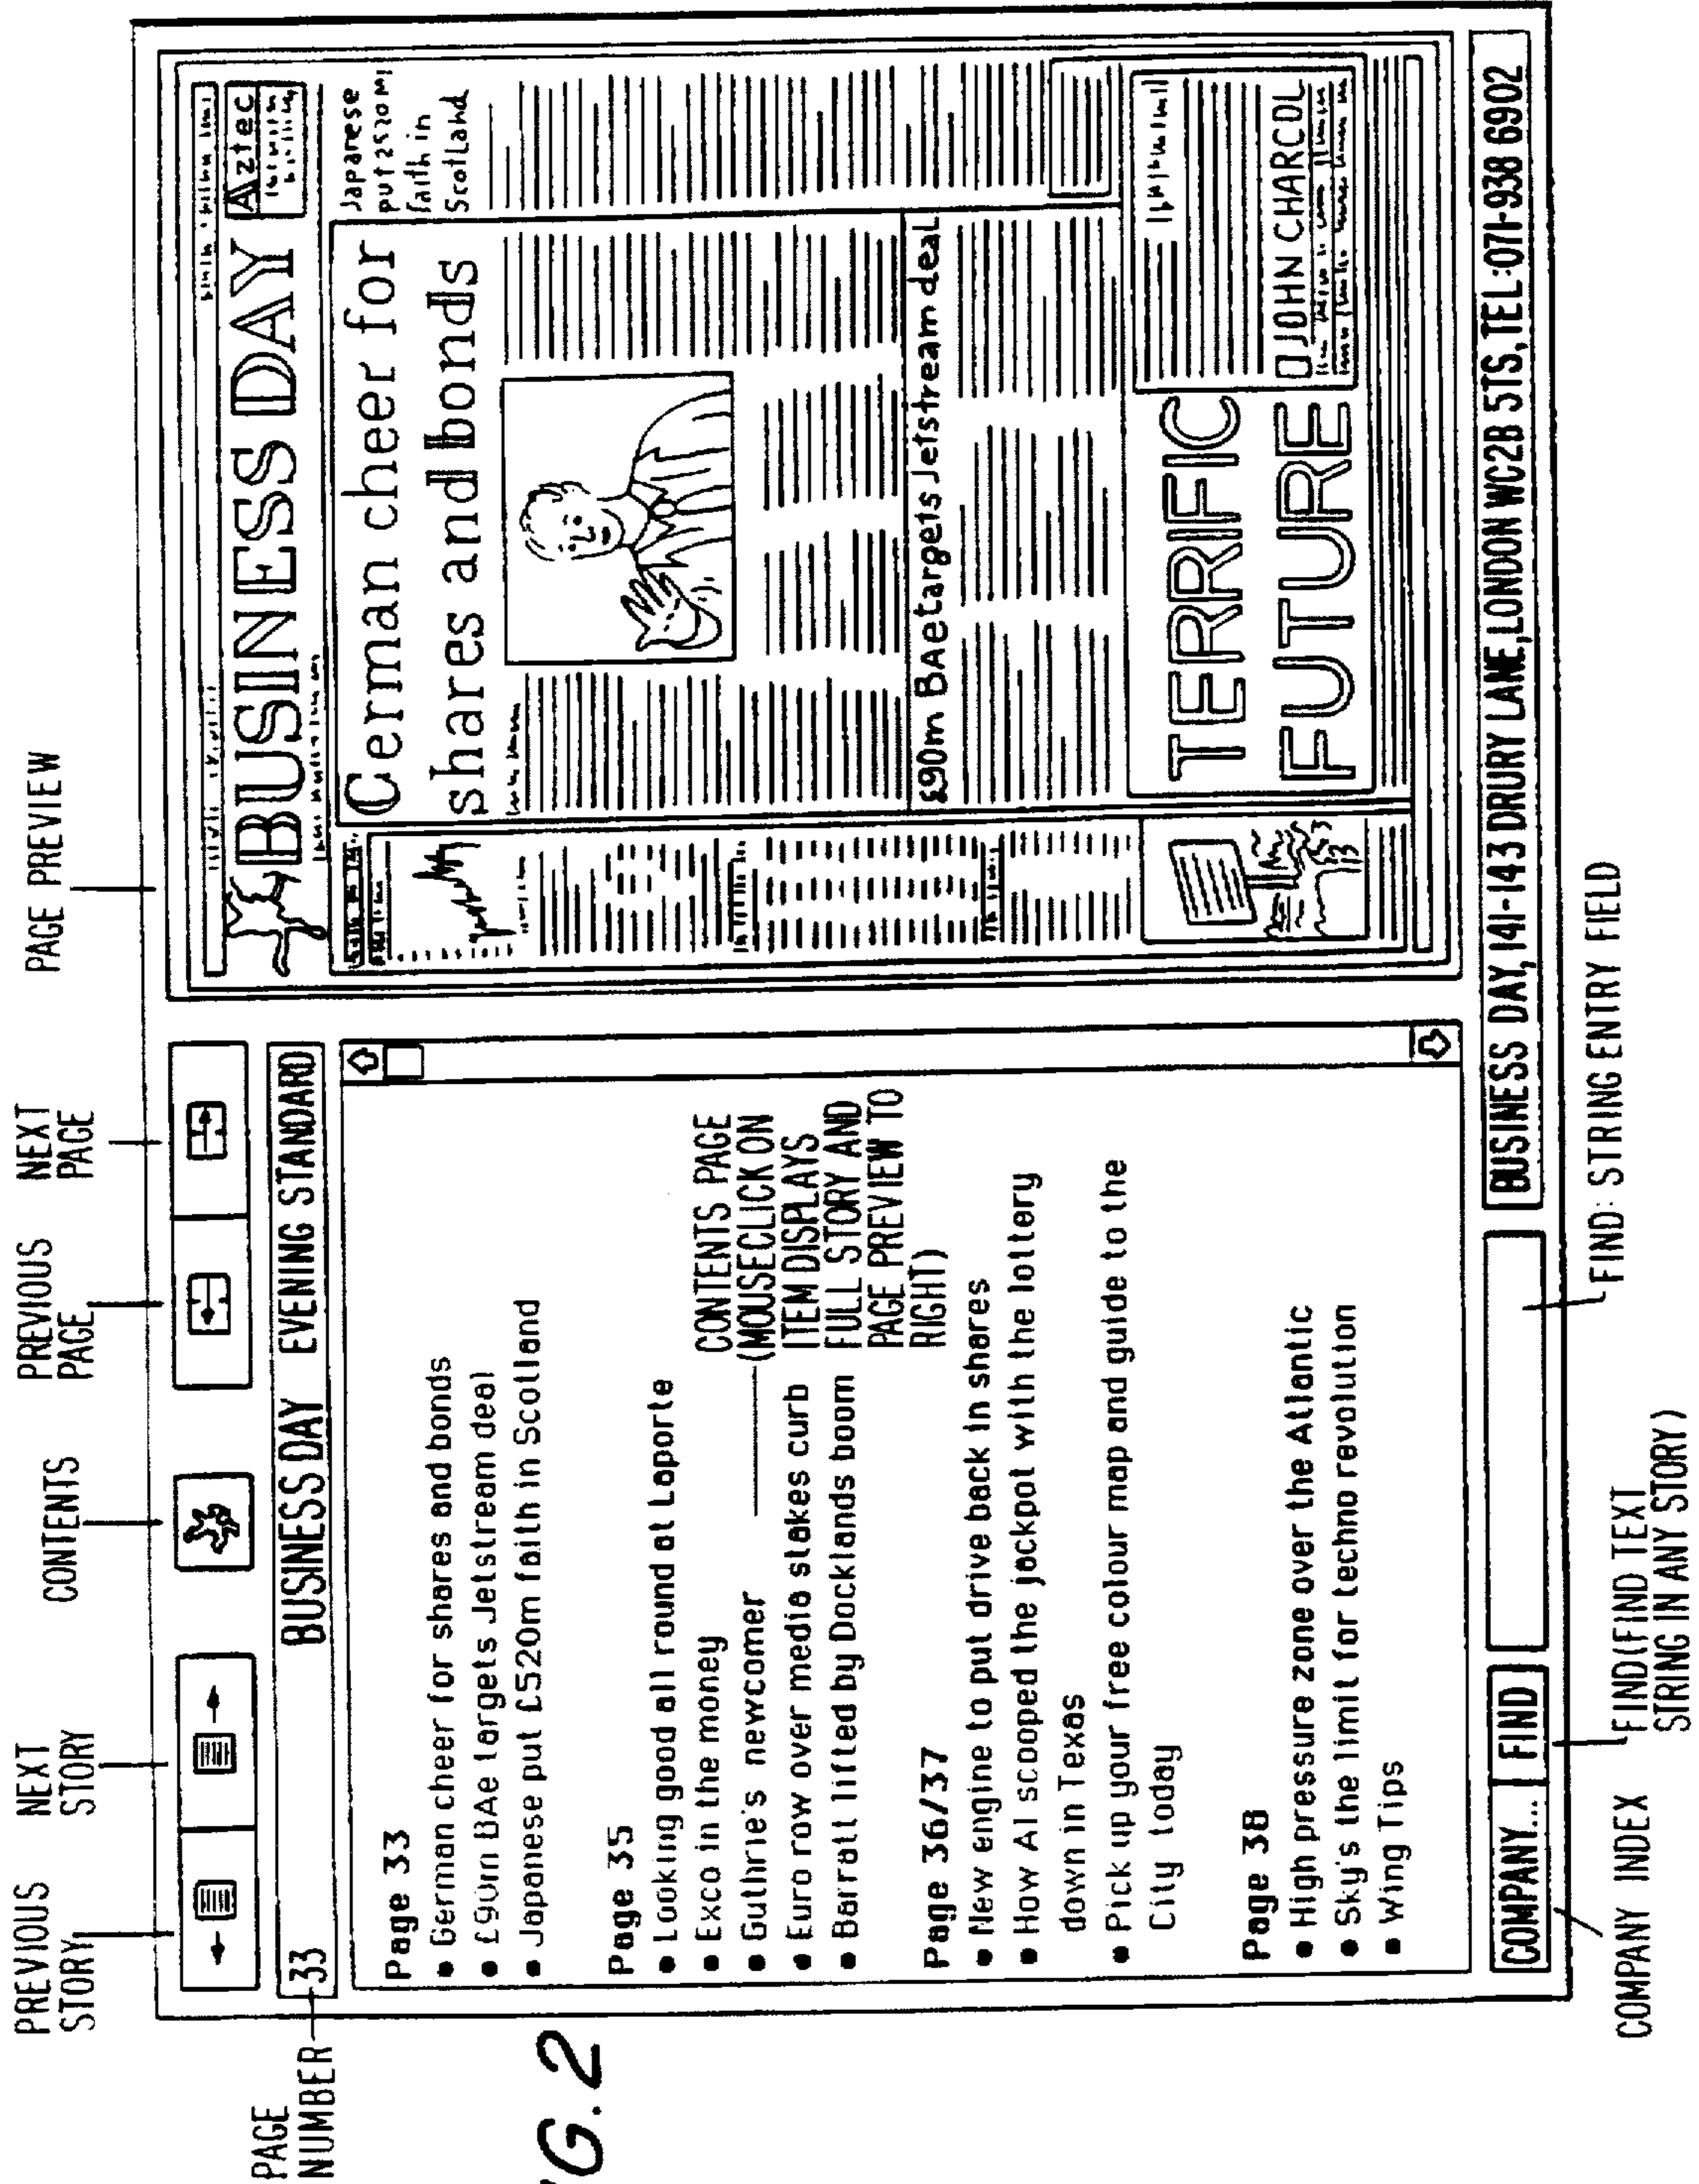 PREVIOUS
STORY
NEXT
STORY
CONTENTS
PREVIOUS
PAGE
NEXT
PAGE
PAGE PREVIEW
PAGE
NUMBER
33
BUSINESS DAY EVENING STANDARD
Page 33
• German cheer for shares and bonds
• £90m BAe targets Jetstream deal
• Japanese put £520m faith in Scotland
Page 35
• Looking good all round at Laporte
• Exco in the money
• Guthrie's newcomer
• Euro row over media stakes curb
• Barratt lifted by Docklands boom
CONTENTS PAGE
(MOUSECLICK ON
ITEM DISPLAYS
FULL STORY AND
PAGE PREVIEW TO
RIGHT)
Page 36/37
• New engine to put drive back in shares
• How Al scooped the jackpot with the lottery
down in Texas
• Pick up your free colour map and guide to the
City today
Page 38
• High pressure zone over the Atlantic
• Sky's the limit for techno revolution
• Wing Tips
BUSINESS DAY
Aztec
German cheer for
shares and bonds
Japanese
put
faith in
Scotland
£90m BAe targets Jetstream deal
TERRIFIC
FUTURE
JOHN CHARCOL
COMPANY... FIND
BUSINESS DAY, 141-143 DRURY LANE, LONDON WC2B 5TS, TEL:071-938 6902
COMPANY INDEX
FIND (FIND TEXT
STRING IN ANY STORY)
FIND: STRING ENTRY FIELD
G.2